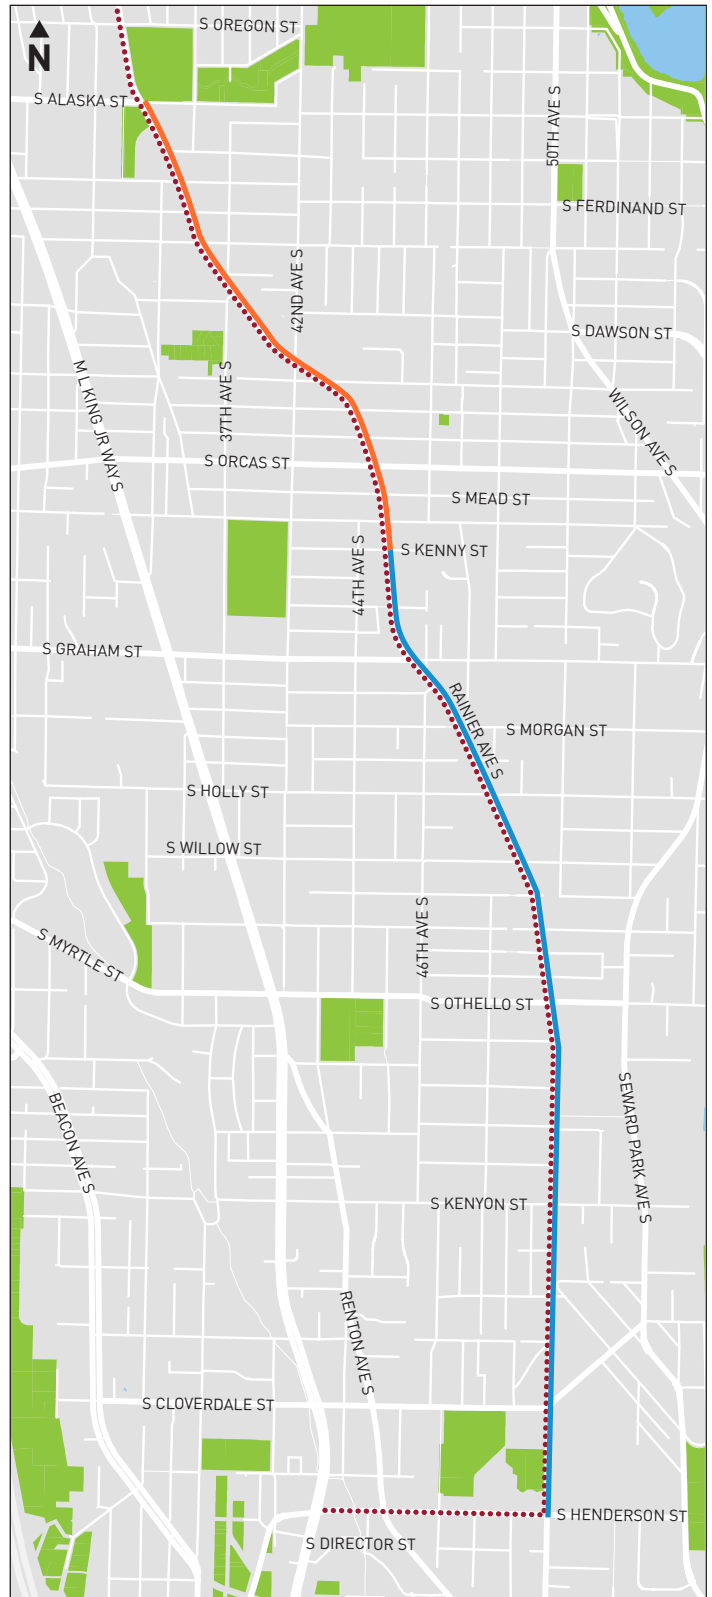 S OREGON ST
N
S ALASKA ST
50TH AVE S
S FERDINAND ST
42ND AVE S
S DAWSON ST
M L KING JR WAY S
37TH AVE S
WILSON AVE S
S ORCAS ST
S MEAD ST
44TH AVE S
S KENNY ST
S GRAHAM ST
RAINIER AVE S
S MORGAN ST
S HOLLY ST
S WILLOW ST
46TH AVE S
S MYRTLE ST
S OTHELLO ST
BEACON AVE S
SEWARD PARK AVE S
S KENYON ST
RENTON AVE S
S CLOVERDALE ST
S HENDERSON ST
S DIRECTOR ST